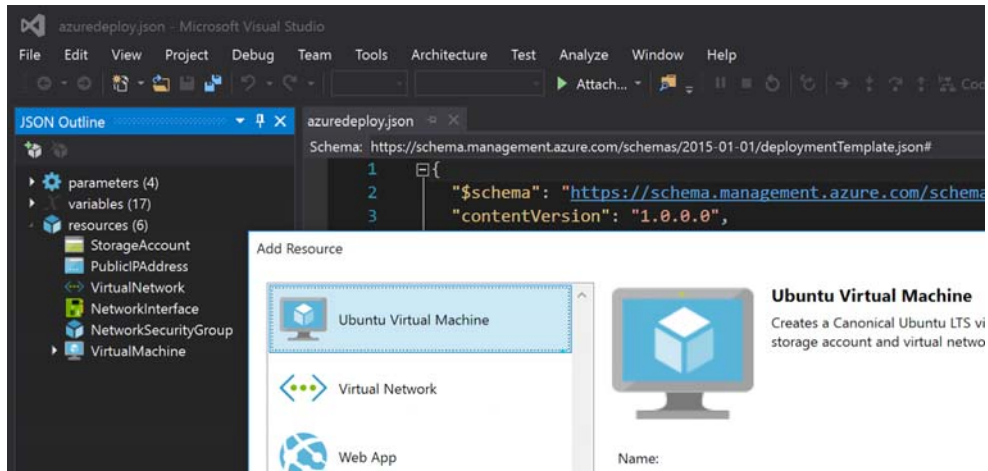 azuredeploy.json - Microsoft Visual Studio
File Edit View Project Debug Team Tools Architecture Test Analyze Window Help
Attach...
JSON Outline
azuredeploy.json
Schema: https://schema.management.azure.com/schemas/2015-01-01/deploymentTemplate.json#
parameters (4)
variables (17)
resources (6)
StorageAccount
PublicIPAddress
VirtualNetwork
NetworkInterface
NetworkSecurityGroup
VirtualMachine
1 {
2 "$schema": "https://schema.management.azure.com/schema
3 "contentVersion": "1.0.0.0",
Add Resource
Ubuntu Virtual Machine
Virtual Network
Web App
Ubuntu Virtual Machine
Creates a Canonical Ubuntu LTS vi
storage account and virtual netwo
Name: